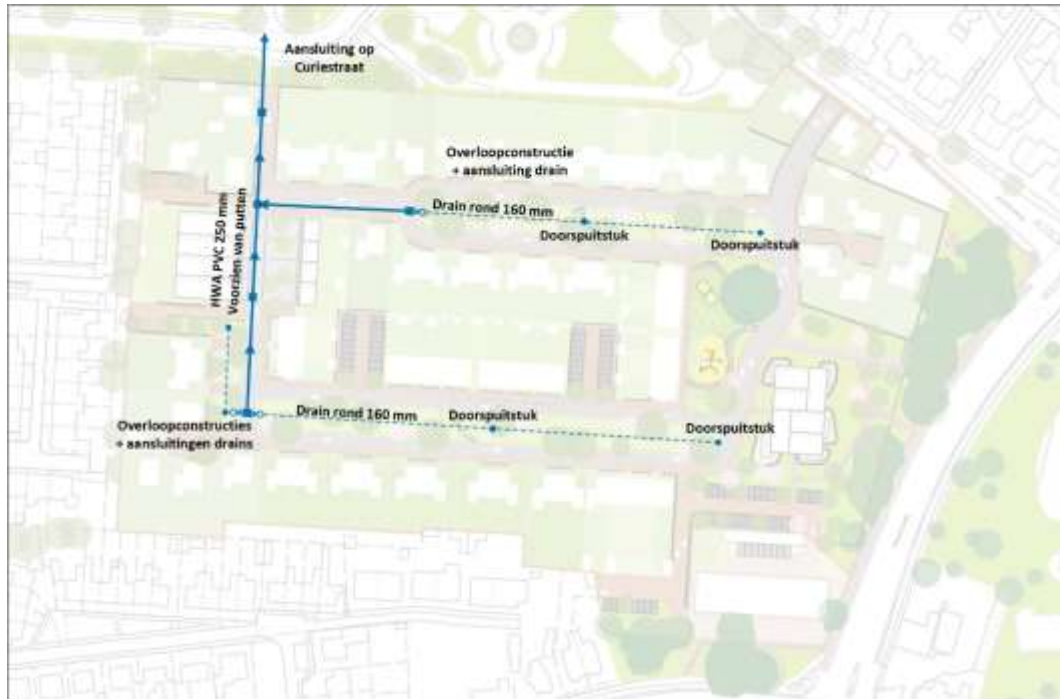 Aansluiting op
Curiestraat
Overloopconstructie
+ aansluiting drain
Drain rond 160 mm
Doorspuitstuk
Doorspuitstuk
HWA PVC 250 mm
Voorzien van putten
Drain rond 160 mm
Doorspuitstuk
Doorspuitstuk
Overloopconstructies
+ aansluitingen drains